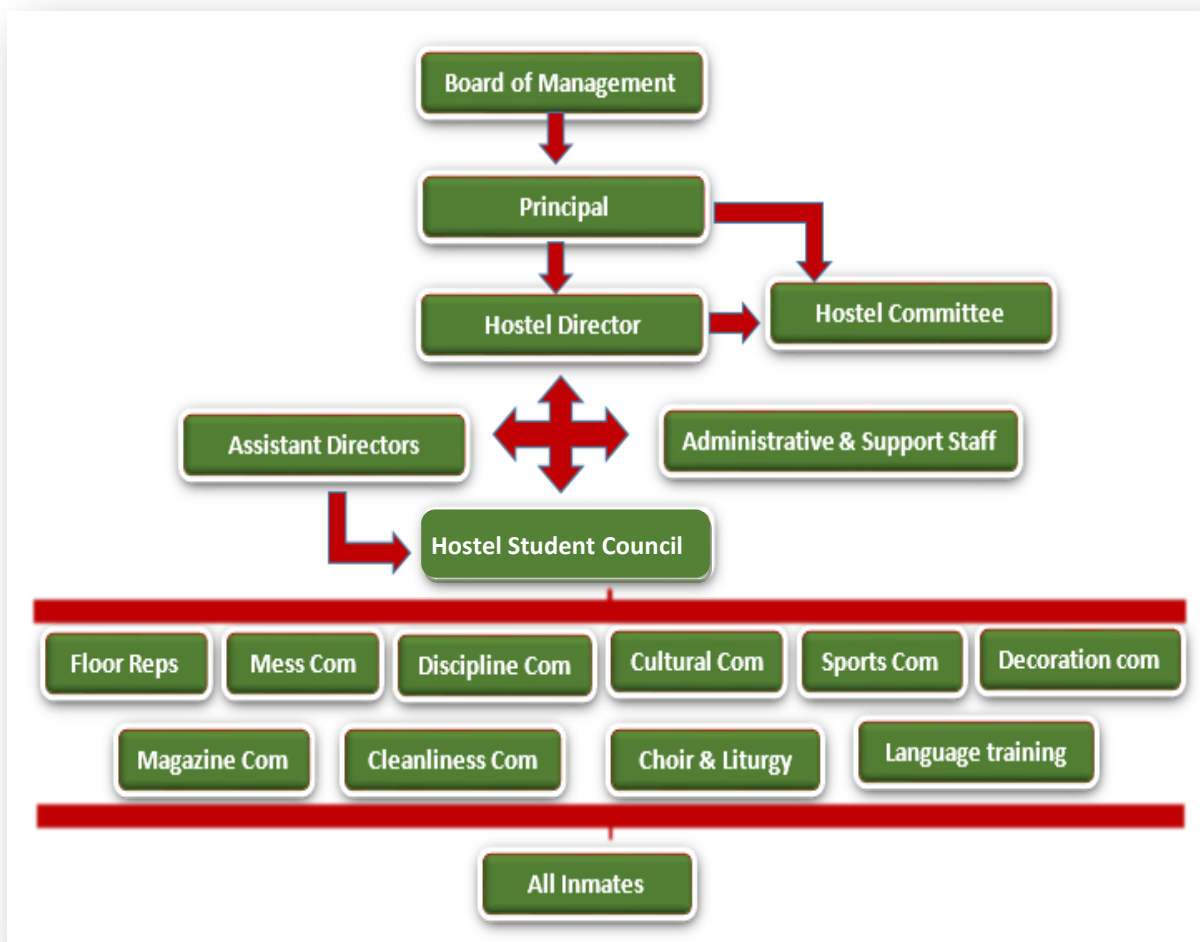 Board of Management
Principal
Hostel Director
Hostel Committee
Assistant Directors
Administrative & Support Staff
Hostel Student Council
Floor Reps
Mess Com
Discipline Com
Cultural Com
Sports Com
Decoration com
Magazine Com
Cleanliness Com
Choir & Liturgy
Language training
All Inmates